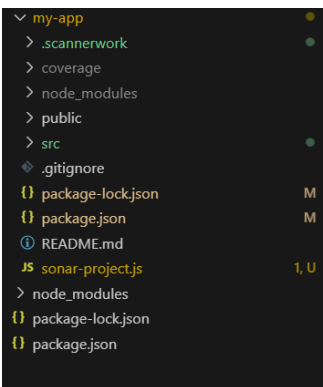 my-app
.scannerwork
coverage
node_modules
public
src
.gitignore
{} package-lock.json M
{} package.json M
README.md
JS sonar-project.js 1, U
node_modules
{} package-lock.json
{} package.json